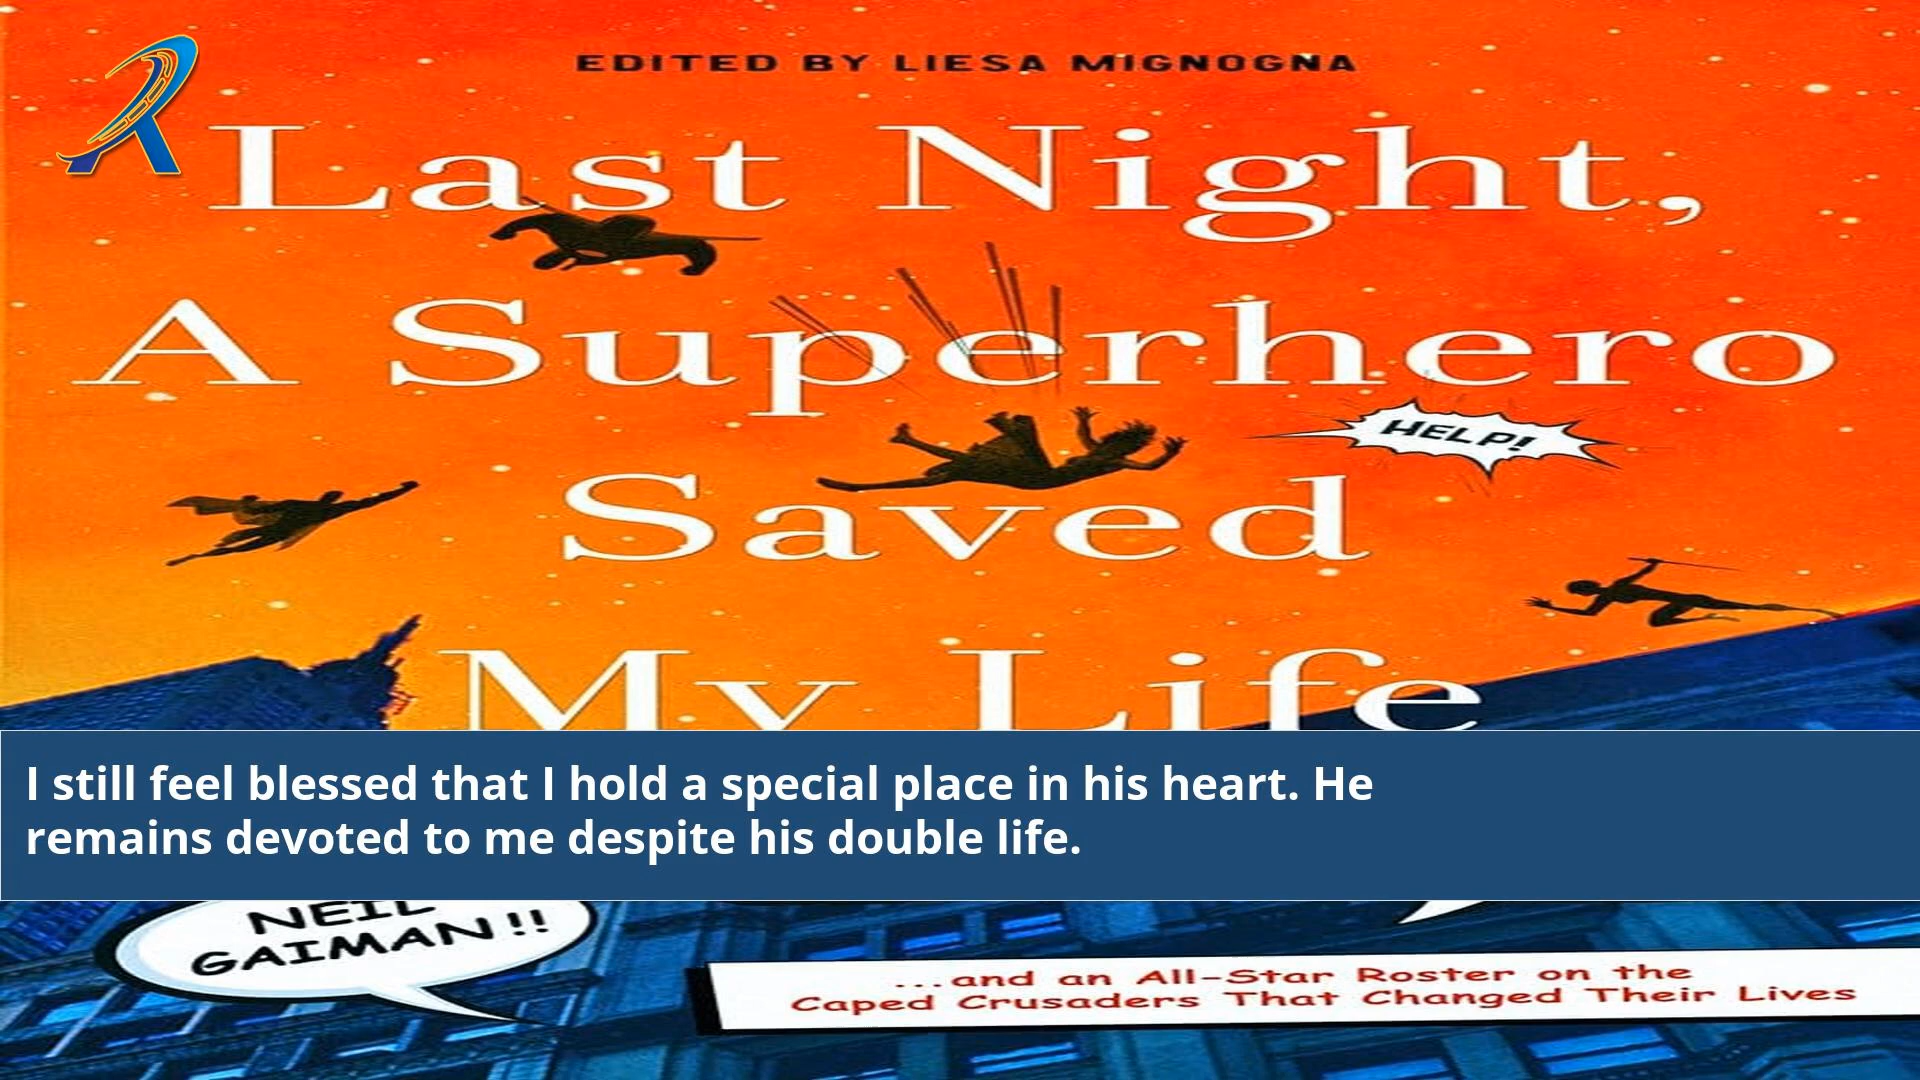 EDITED BY LIESA MIGNOGNA
Last Night,
A Superhero
HELP!
Saved
My Life
I still feel blessed that I hold a special place in his heart. He
remains devoted to me despite his double life.
NEIL
GAIMAN!!
...and an All-Star Roster on the
Caped Crusaders That Changed Their Lives